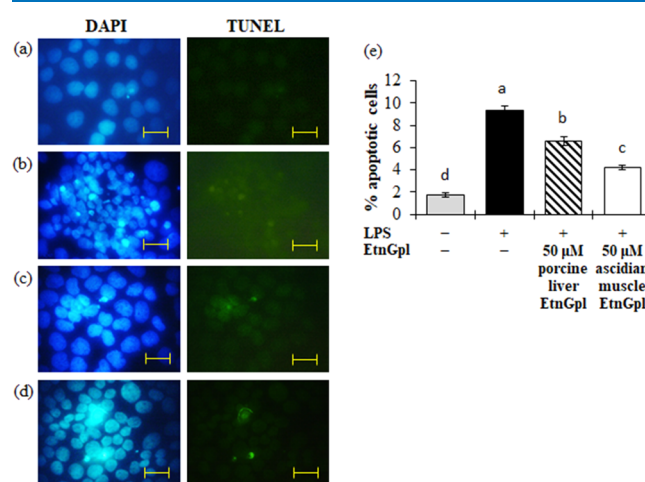 DAPI TUNEL
(a)
(b)
(c)
(d)
(e)
% apoptotic cells
12
10
8
6
4
2
0
d
a
b
c
LPS − + + +
EtnGpl − − 50 μM 50 μM
porcine ascidian
liver muscle
EtnGpl EtnGpl